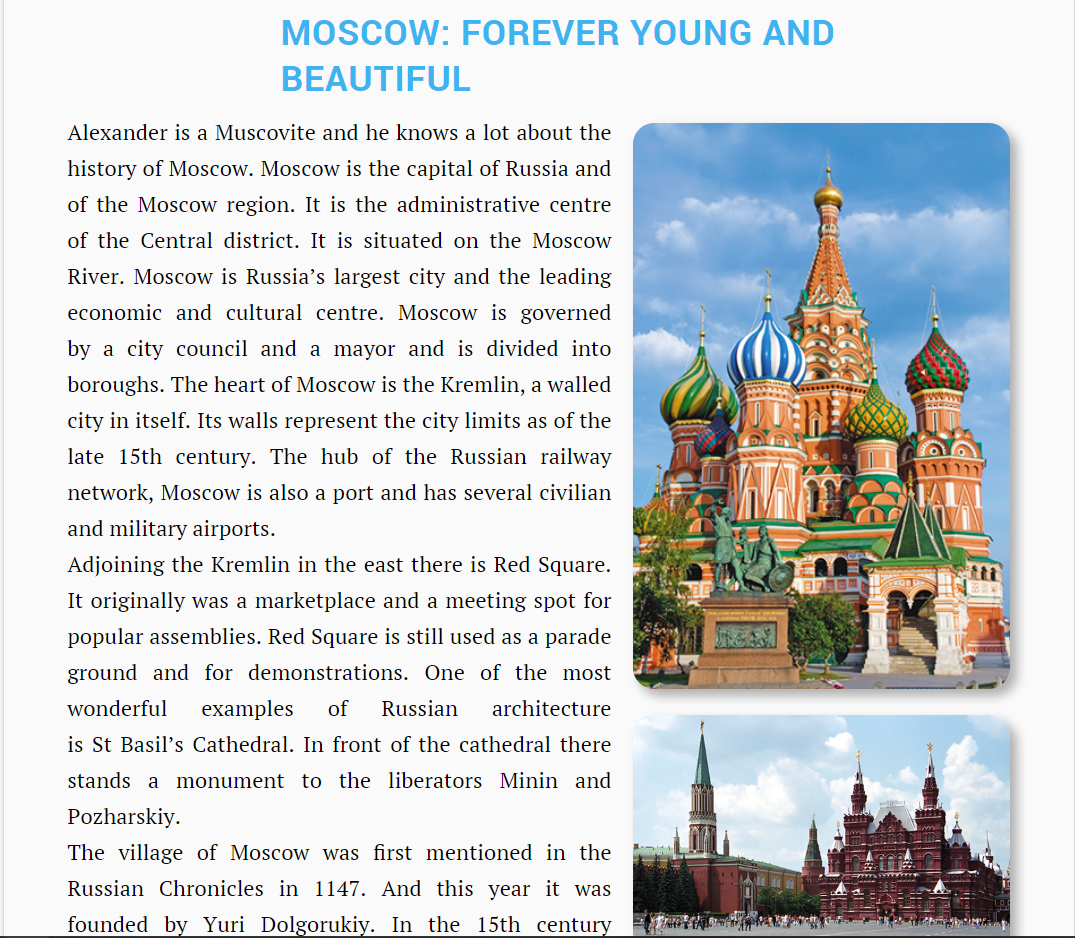 MOSCOW: FOREVER YOUNG AND
BEAUTIFUL
Alexander is a Muscovite and he knows a lot about the
history of Moscow. Moscow is the capital of Russia and
of the Moscow region. It is the administrative centre
of the Central district. It is situated on the Moscow
River. Moscow is Russia’s largest city and the leading
economic and cultural centre. Moscow is governed
by a city council and a mayor and is divided into
boroughs. The heart of Moscow is the Kremlin, a walled
city in itself. Its walls represent the city limits as of the
late 15th century. The hub of the Russian railway
network, Moscow is also a port and has several civilian
and military airports.
Adjoining the Kremlin in the east there is Red Square.
It originally was a marketplace and a meeting spot for
popular assemblies. Red Square is still used as a parade
ground and for demonstrations. One of the most
wonderful examples of Russian architecture
is St Basil’s Cathedral. In front of the cathedral there
stands a monument to the liberators Minin and
Pozharskiy.
The village of Moscow was first mentioned in the
Russian Chronicles in 1147. And this year it was
founded by Yuri Dolgorukiy. In the 15th century